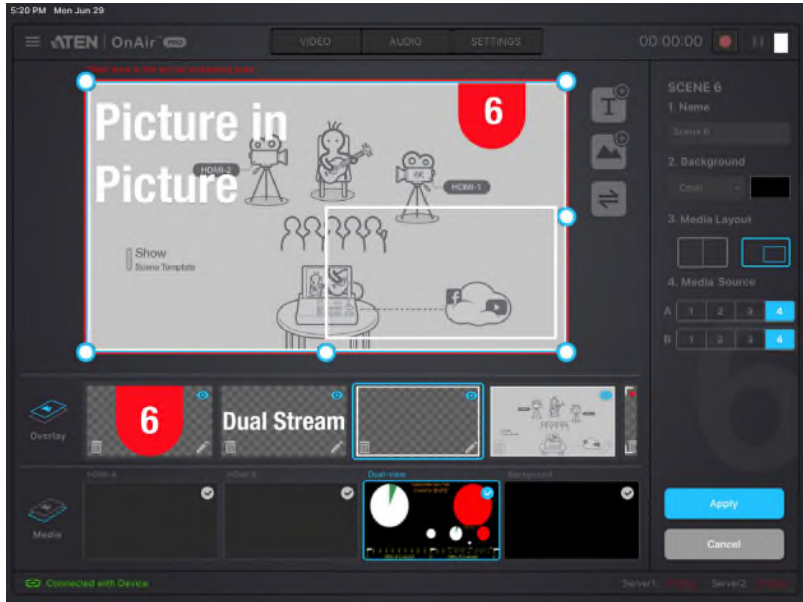 5:20 PM Mon Jun 29
ATEN OnAir PRO
VIDEO
AUDIO
SETTINGS
00:00:00
Picture in
Picture
6
HDMI-2
4K
HDMI-1
Show
Scene Template
T
SCENE 6
1. Name
Scene 6
2. Background
Color
3. Media Layout
4. Media Source
A 1 2 3 4
B 1 2 3 4
6
Overlay
6
Dual Stream
Media
HDMI-A
HDMI-B
Dual-view
Background
Apply
Cancel
Connected with Device
Server1:
Server2: